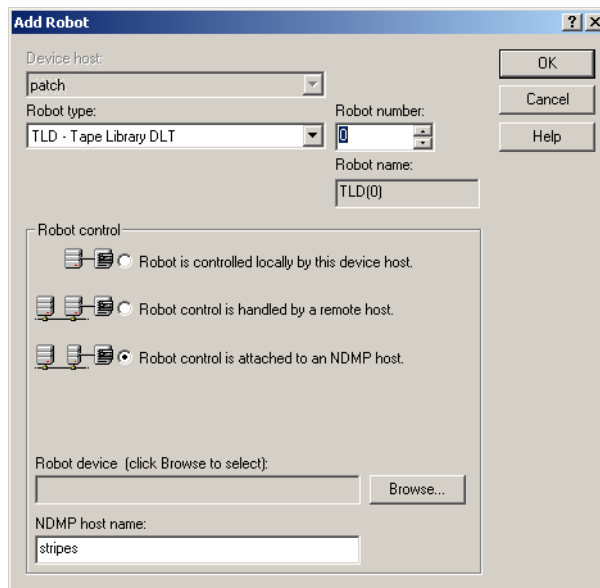 Add Robot
Device host:
patch
Robot type:
TLD - Tape Library DLT
Robot number:
0
Robot name:
TLD(0)
OK
Cancel
Help
Robot control
Robot is controlled locally by this device host.
Robot control is handled by a remote host.
Robot control is attached to an NDMP host.
Robot device (click Browse to select):
Browse...
NDMP host name:
stripes